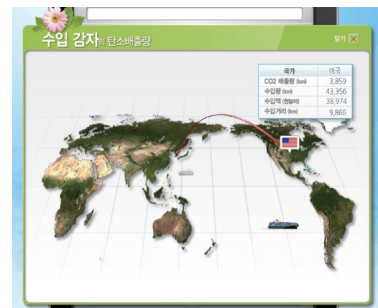 수입 감자의 탄소배출량
닫기
국가 미국
CO2 배출량 (ton) 3,859
수입량 (ton) 43,356
수입액 (천달러) 38,974
수입거리 (km) 9,866